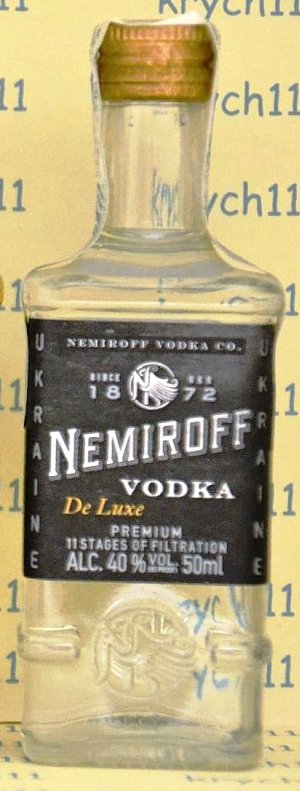 krych11
NEMIROFF VODKA CO.
SINCE
18 72
NEMIROFF
VODKA
De Luxe
PREMIUM
11 STAGES OF FILTRATION
ALC. 40% VOL. 50ml
UKRAINE
UKRAINE